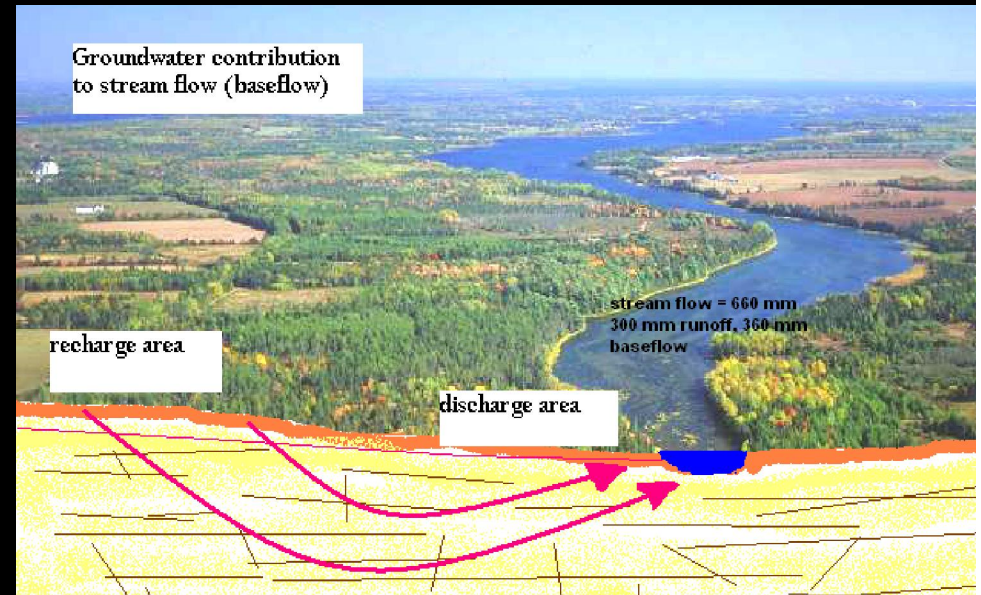 Groundwater contribution
to stream flow (baseflow)
stream flow = 660 mm
300 mm runoff, 360 mm
baseflow
recharge area
discharge area